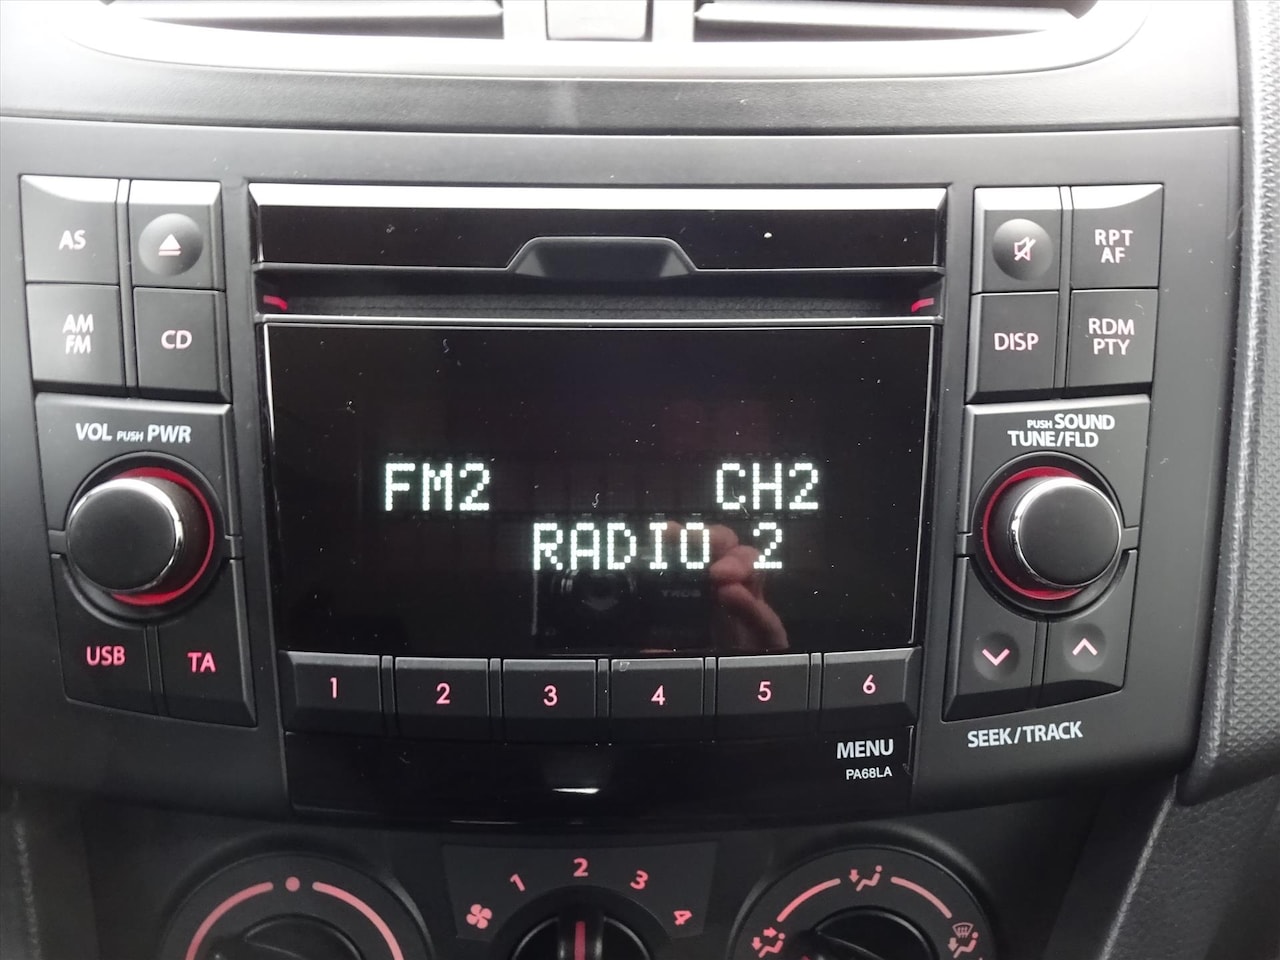 AS
RPT
AF
AM
FM
CD
DISP
RDM
PTY
VOL PUSH PWR
PUSH SOUND
TUNE/FLD
FM2 CH2
RADIO 2
USB
TA
1 2 3 4 5 6
SEEK/TRACK
MENU
PA68LA
1 2 3 4